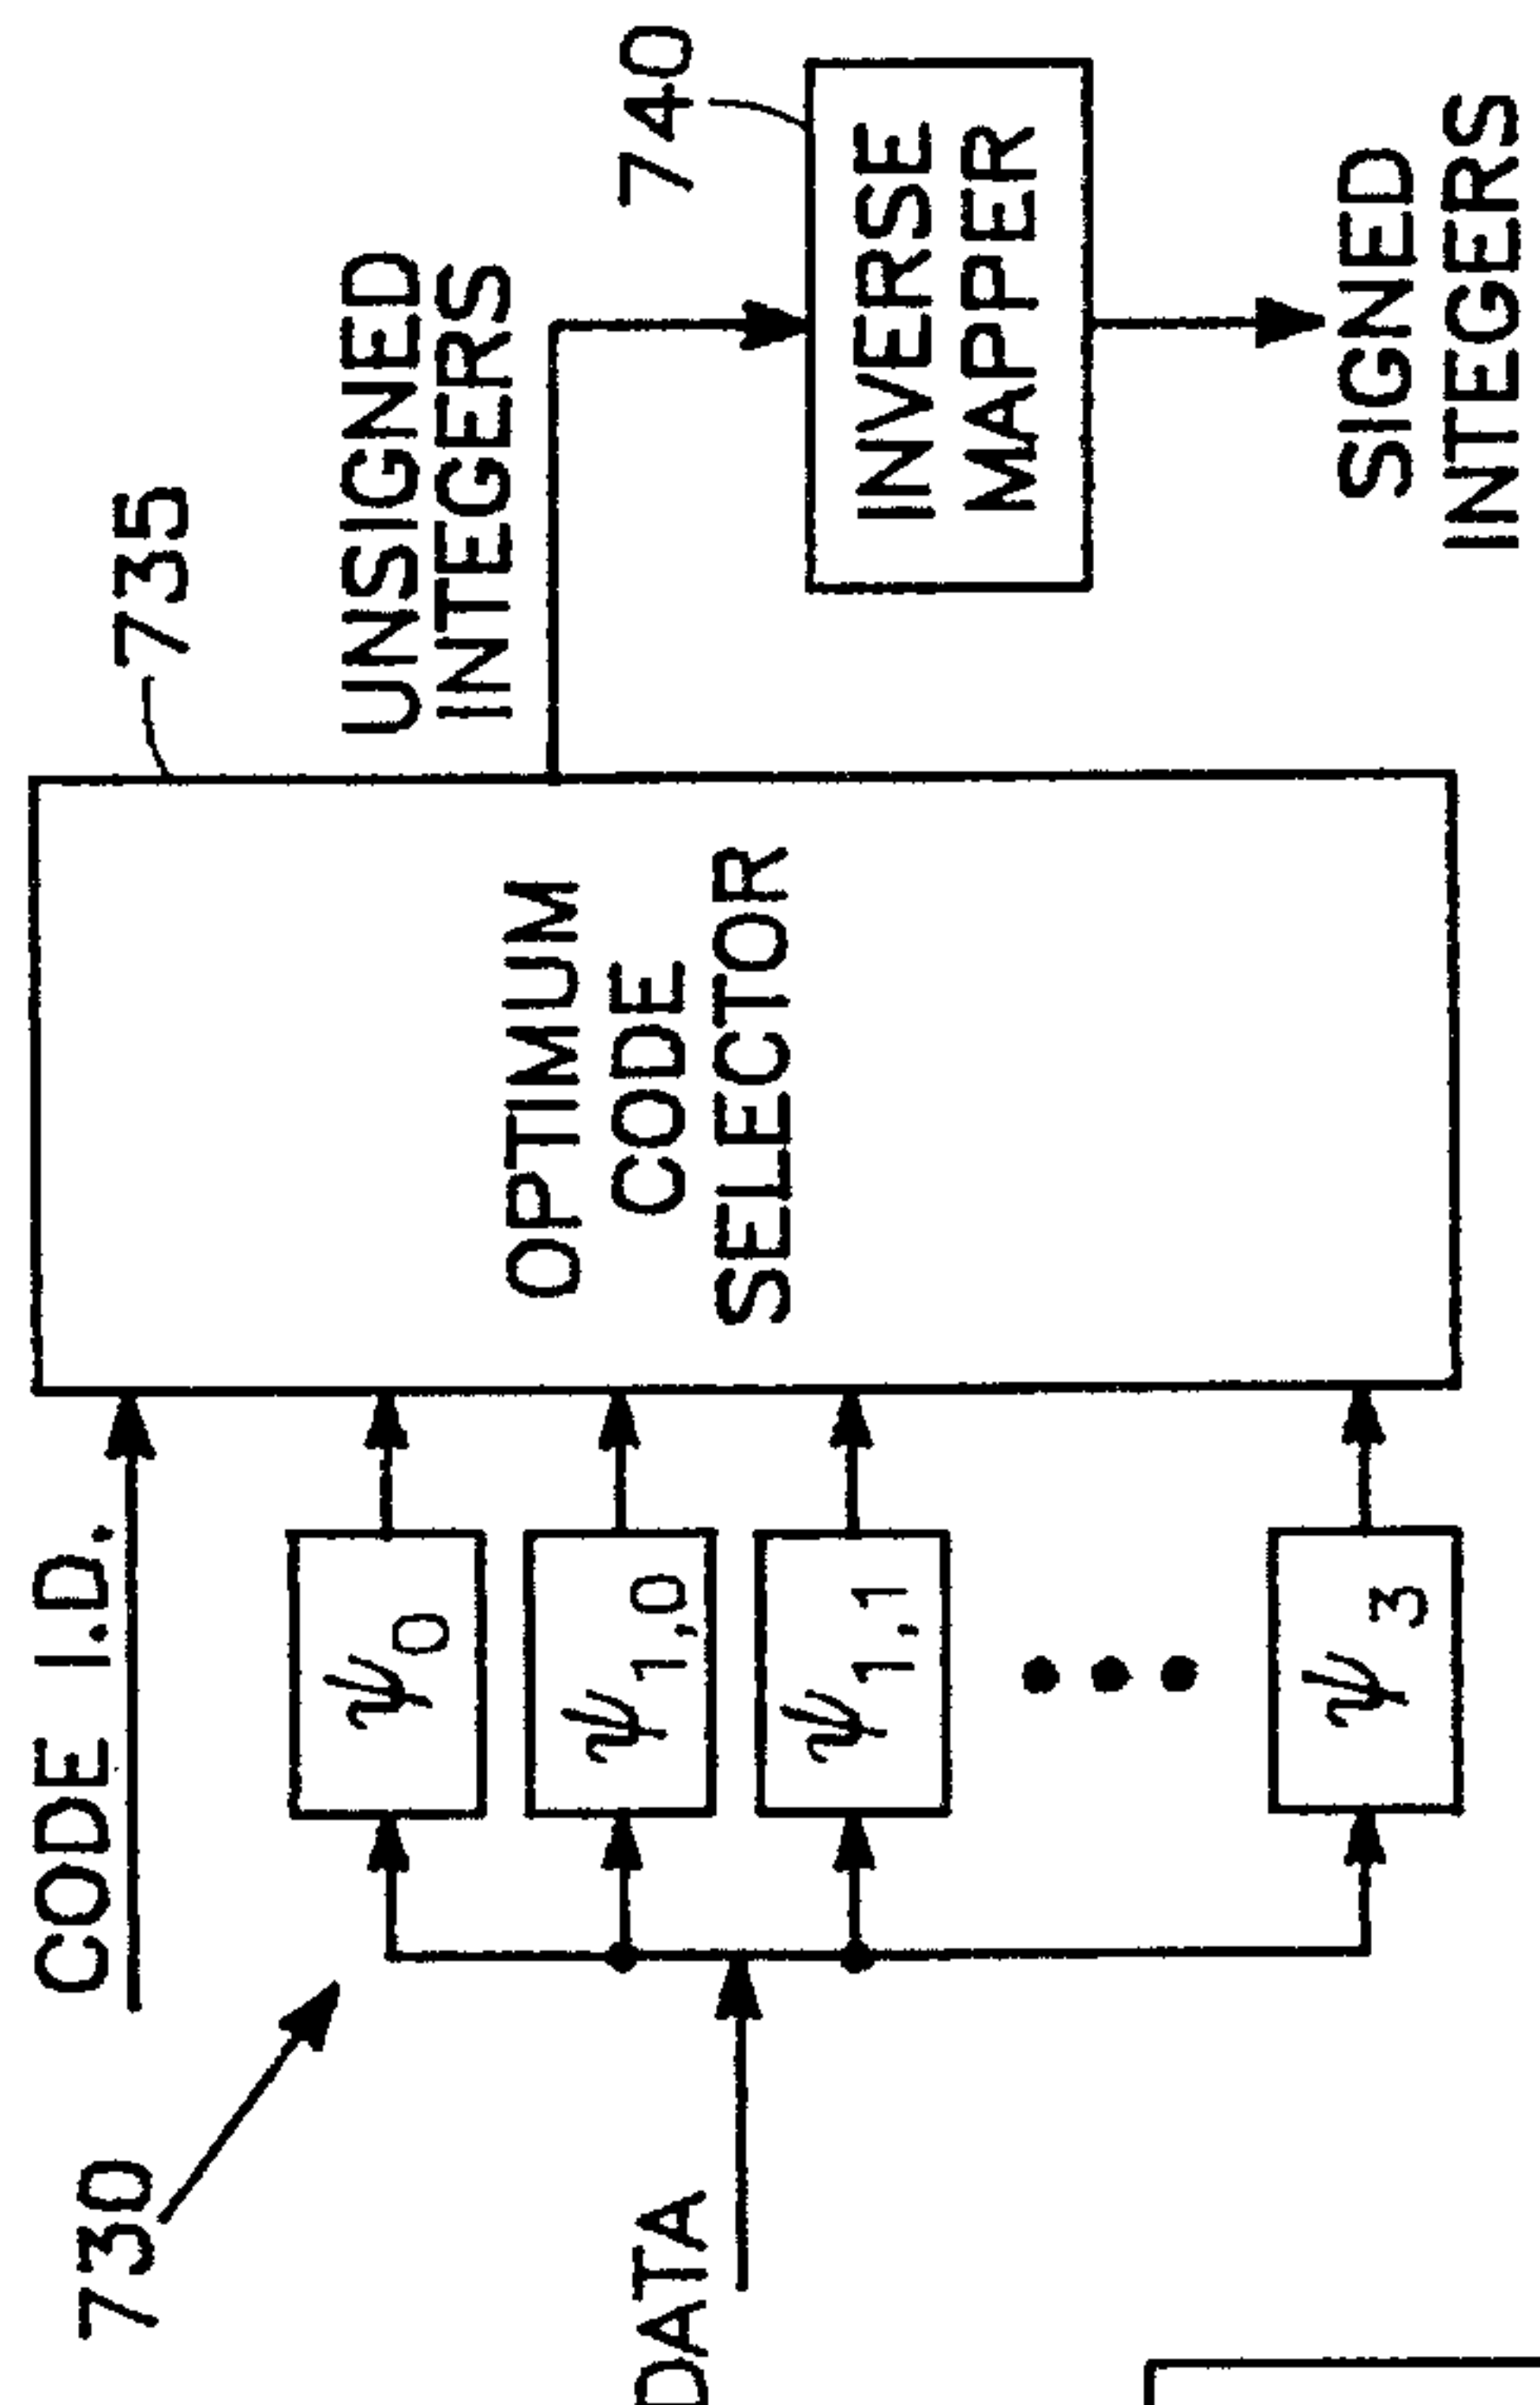 730
CODE I.D.
735
740
UNSIGNED
INTEGERS
DATA
ψ0
ψ1,0
ψ1,1
ψ3
OPTIMUM
CODE
SELECTOR
INVERSE
MAPPER
SIGNED
INTEGERS